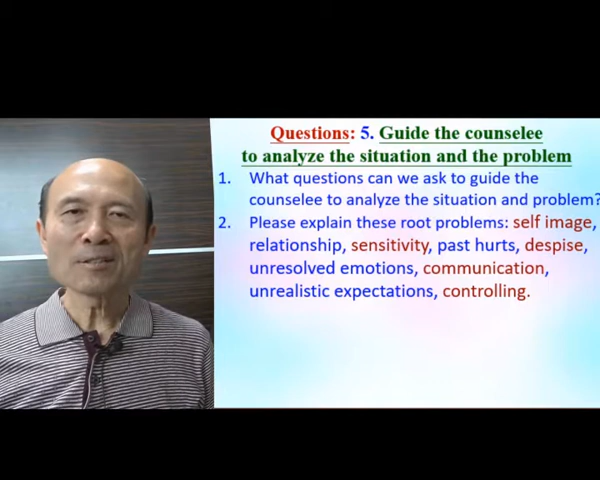 Questions: 5. Guide the counselee
to analyze the situation and the problem
1. What questions can we ask to guide the
counselee to analyze the situation and problem?
2. Please explain these root problems: self image,
relationship, sensitivity, past hurts, despise,
unresolved emotions, communication,
unrealistic expectations, controlling.